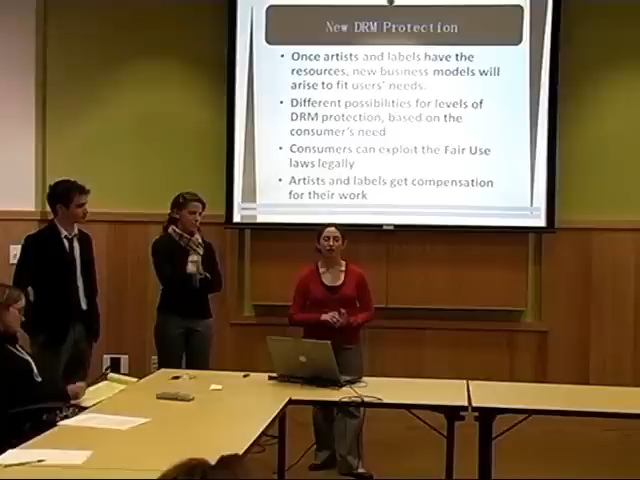 New DRM Protection
• Once artists and labels have the
resources, new business models will
arise to fit users' needs.
• Different possibilities for levels of
DRM protection, based on the
consumer's need
• Consumers can exploit the Fair Use
laws legally
• Artists and labels get compensation
for their work